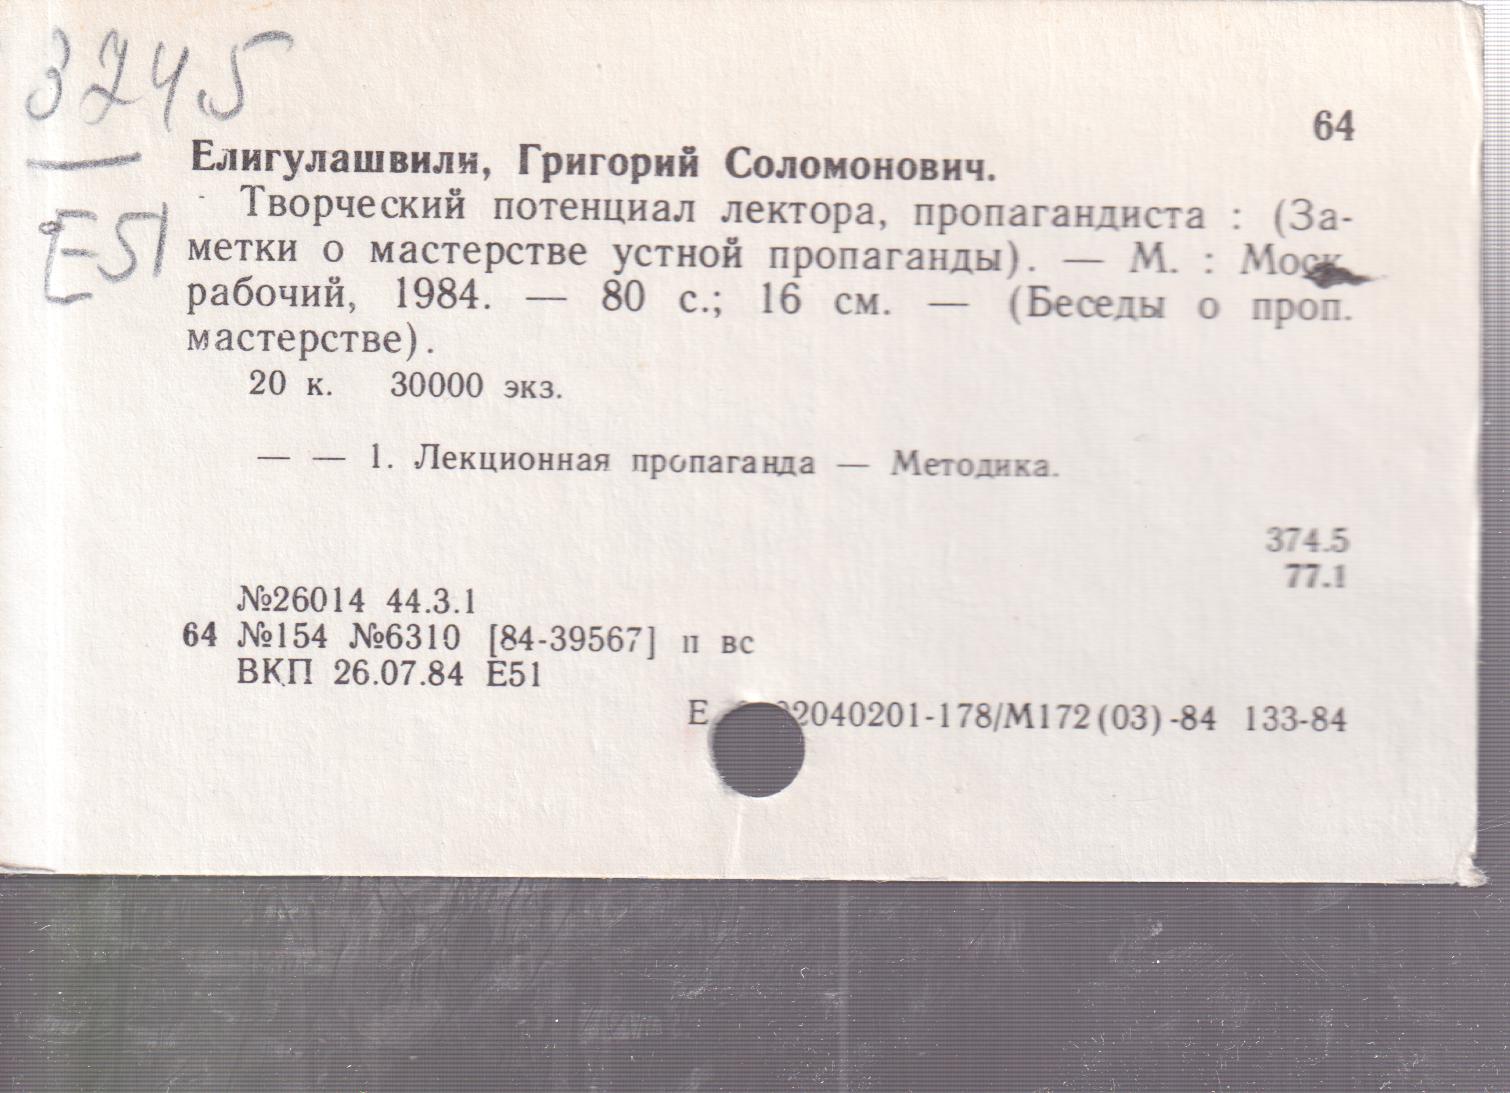 3245
Е51
64
Елигулашвили, Григорий Соломонович.
Творческий потенциал лектора, пропагандиста : (За-
метки о мастерстве устной пропаганды). — М. : Моск.
рабочий, 1984. — 80 с.; 16 см. — (Беседы о проп.
мастерстве).
20 к. 30000 экз.
— — 1. Лекционная пропаганда — Методика.
374.5
77.1
№26014 44.3.1
64 №154 №6310 [84-39567] п вс
ВКП 26.07.84 Е51
Е 02040201-178/М172(03)-84 133-84